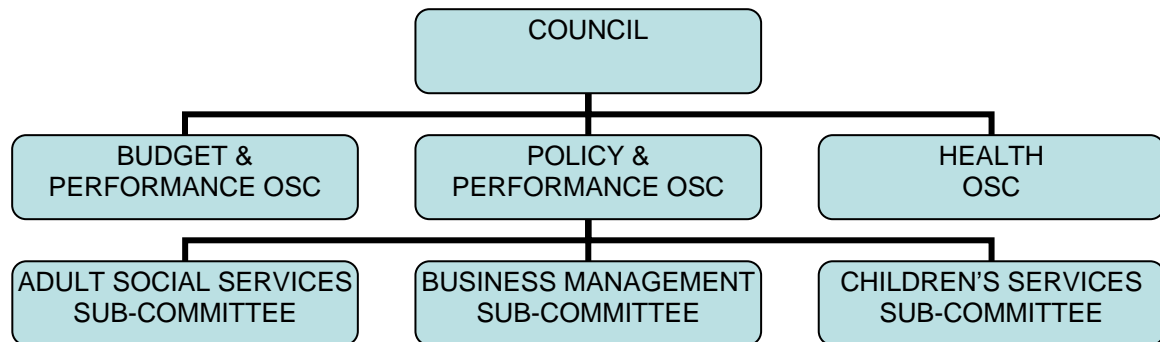 COUNCIL
BUDGET &
PERFORMANCE OSC
POLICY &
PERFORMANCE OSC
HEALTH
OSC
ADULT SOCIAL SERVICES
SUB-COMMITTEE
BUSINESS MANAGEMENT
SUB-COMMITTEE
CHILDREN’S SERVICES
SUB-COMMITTEE